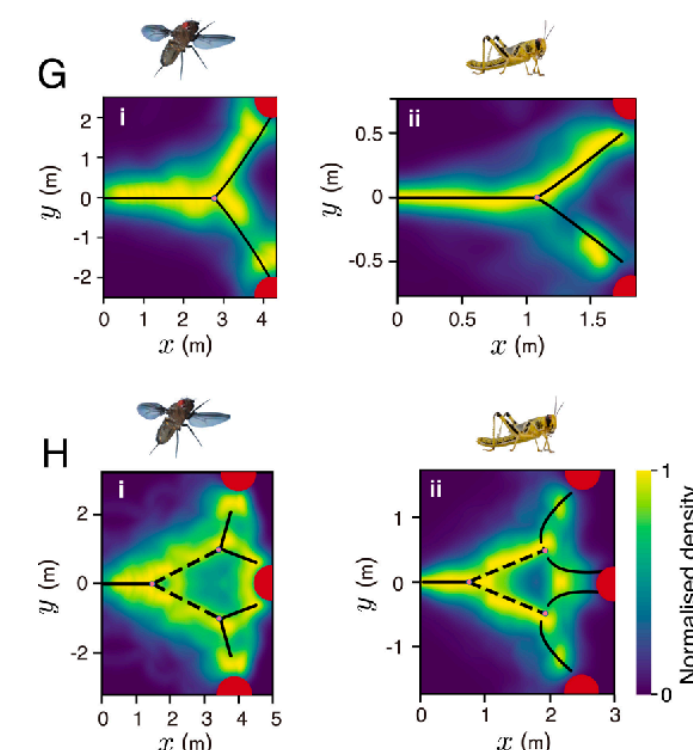 G
i
ii
2
1
0
-1
-2
y (m)
0 1 2 3 4
x (m)
0.5
0
-0.5
y (m)
0 0.5 1 1.5
x (m)
H
i
ii
2
0
-2
y (m)
0 1 2 3 4 5
x (m)
1
0
-1
y (m)
0 1 2 3
x (m)
1
0
Normalised density